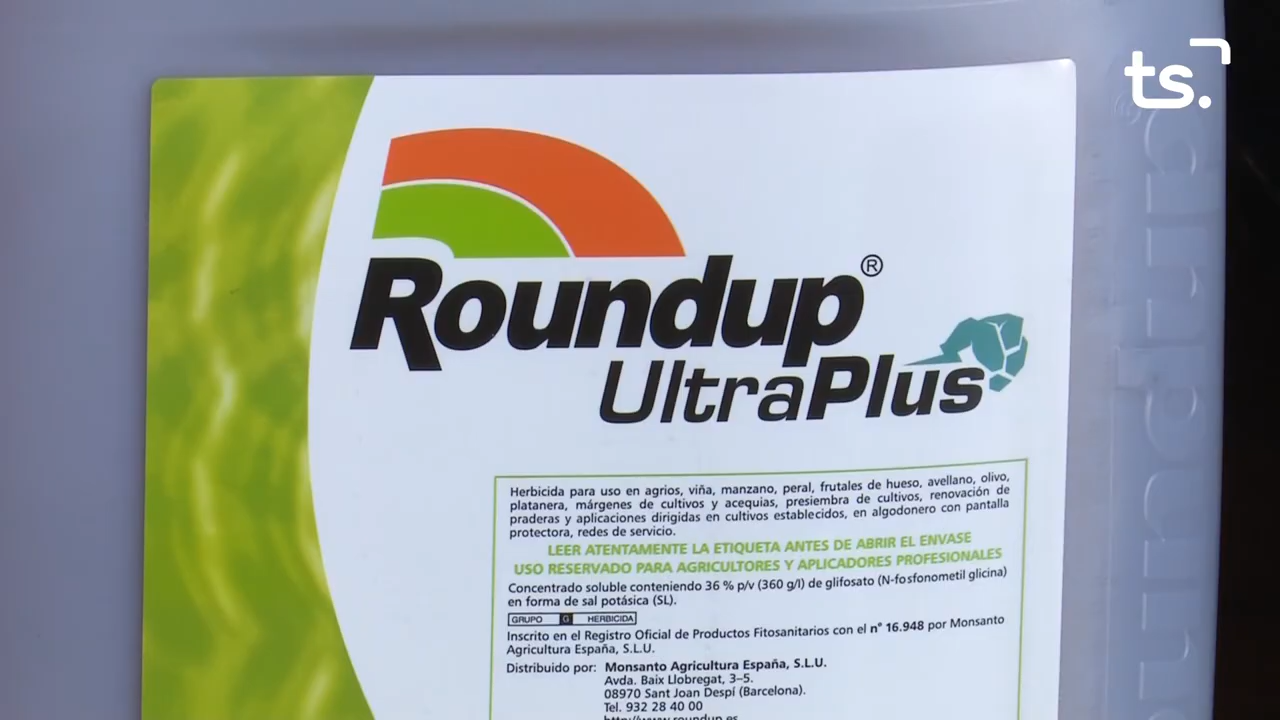 ts.
Roundup®
UltraPlus
Herbicida para uso en agrios, viña, manzano, peral, frutales de hueso, avellano, olivo,
platanera, márgenes de cultivos y acequias, presiembra de cultivos, renovación de
praderas y aplicaciones dirigidas en cultivos establecidos, en algodonero con pantalla
protectora, redes de servicio.
LEER ATENTAMENTE LA ETIQUETA ANTES DE ABRIR EL ENVASE
USO RESERVADO PARA AGRICULTORES Y APLICADORES PROFESIONALES
Concentrado soluble conteniendo 36 % p/v (360 g/l) de glifosato (N-fosfonometil glicina)
en forma de sal potásica (SL).
GRUPO G HERBICIDA
Inscrito en el Registro Oficial de Productos Fitosanitarios con el n° 16.948 por Monsanto
Agricultura España, S.L.U.
Distribuido por: Monsanto Agricultura España, S.L.U.
Avda. Baix Llobregat, 3–5.
08970 Sant Joan Despí (Barcelona).
Tel. 932 28 40 00
http://www.roundup.es